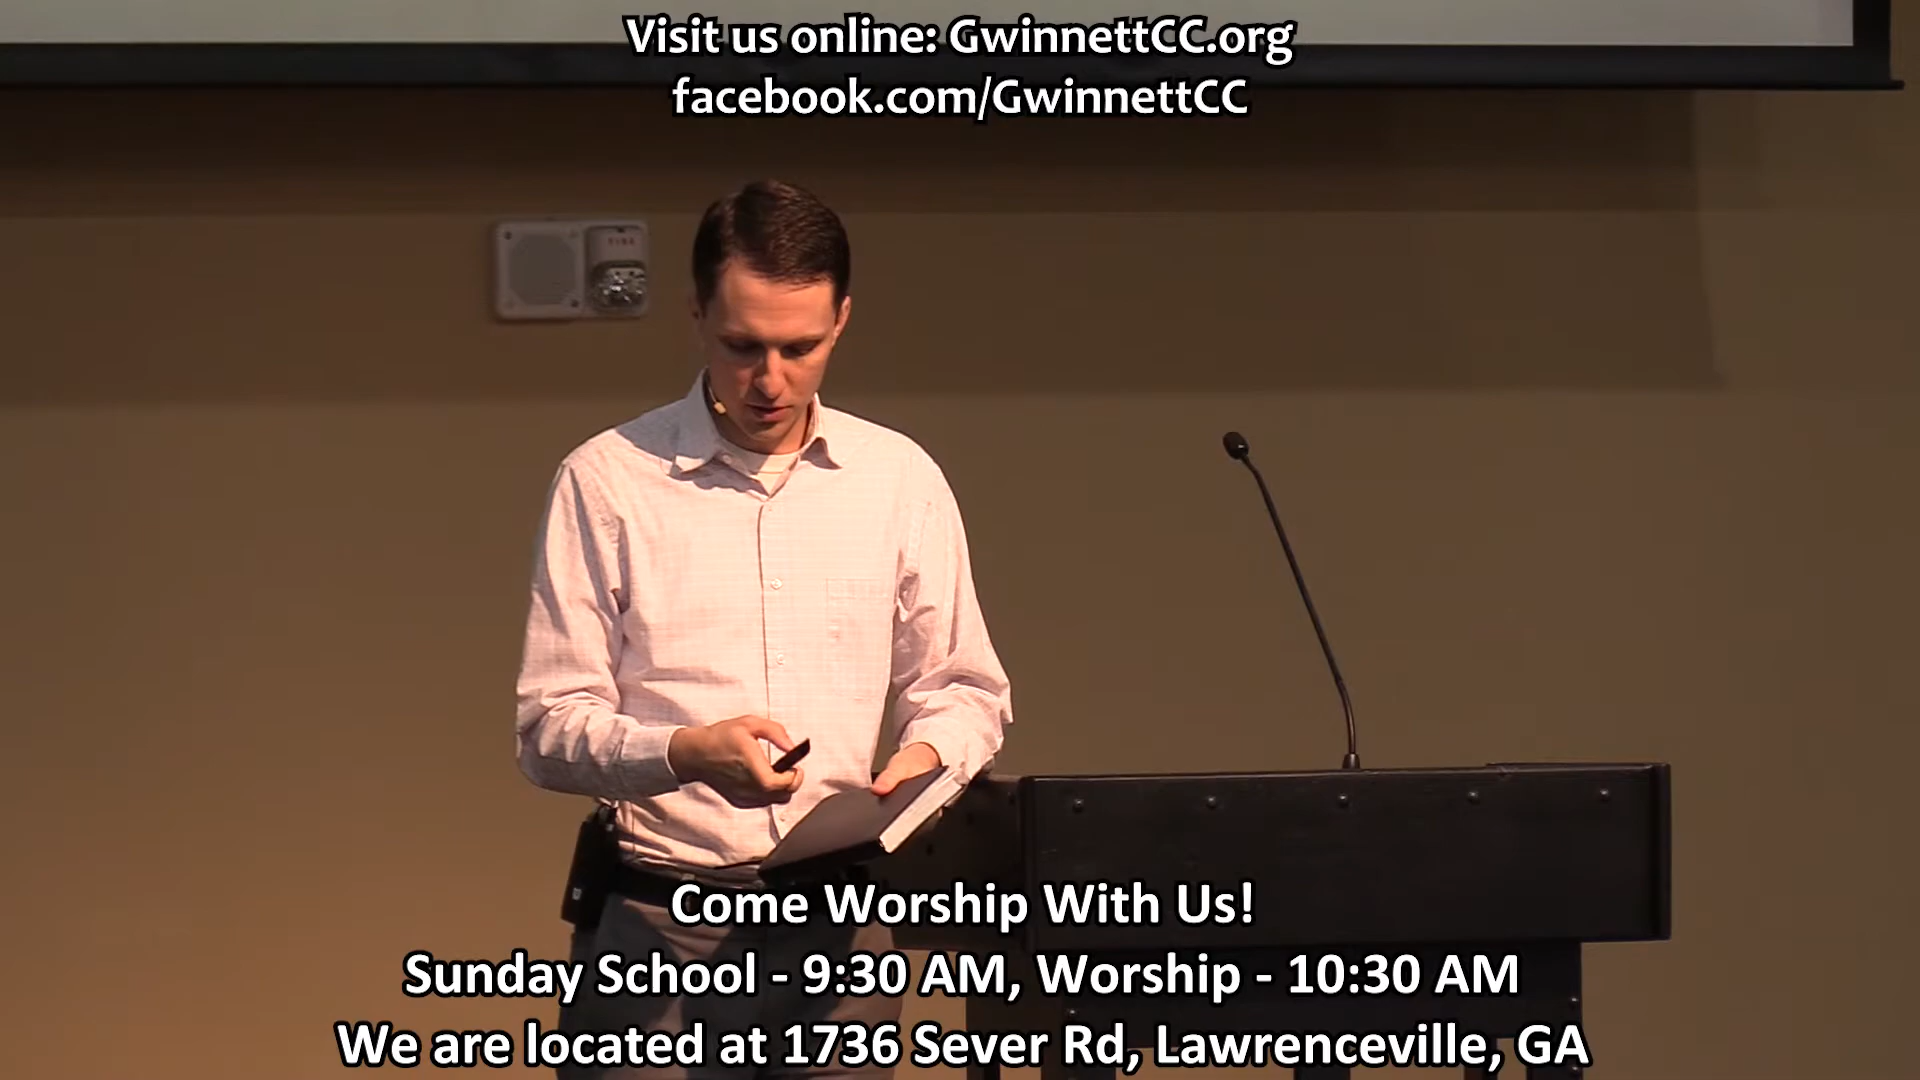 Visit us online: GwinnettCC.org
facebook.com/GwinnettCC
FIRE
Come Worship With Us!
Sunday School - 9:30 AM, Worship - 10:30 AM
We are located at 1736 Sever Rd, Lawrenceville, GA